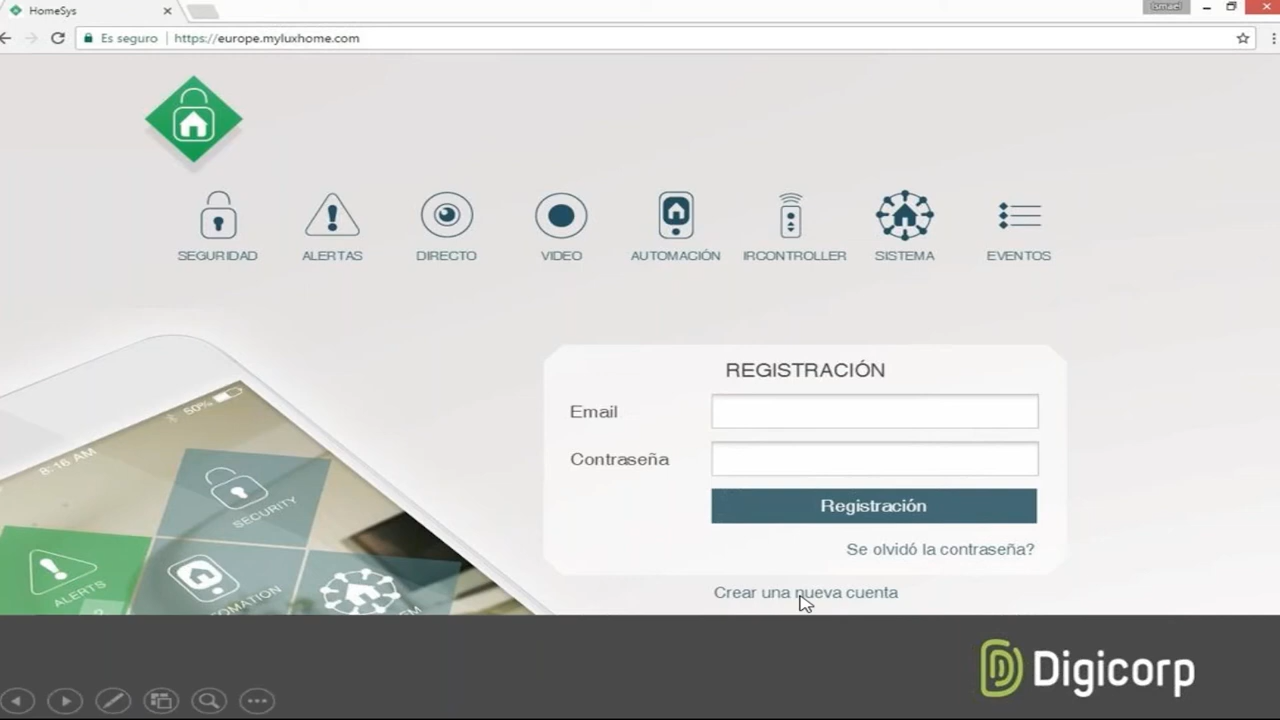 HomeSys
Ismael
Es seguro https://europe.myluxhome.com
SEGURIDAD ALERTAS DIRECTO VIDEO AUTOMACIÓN IRCONTROLLER SISTEMA EVENTOS
REGISTRACIÓN
Email
Contraseña
Registración
Se olvidó la contraseña?
Crear una nueva cuenta
50%
8:16 AM
SECURITY
ALERTS
Digicorp